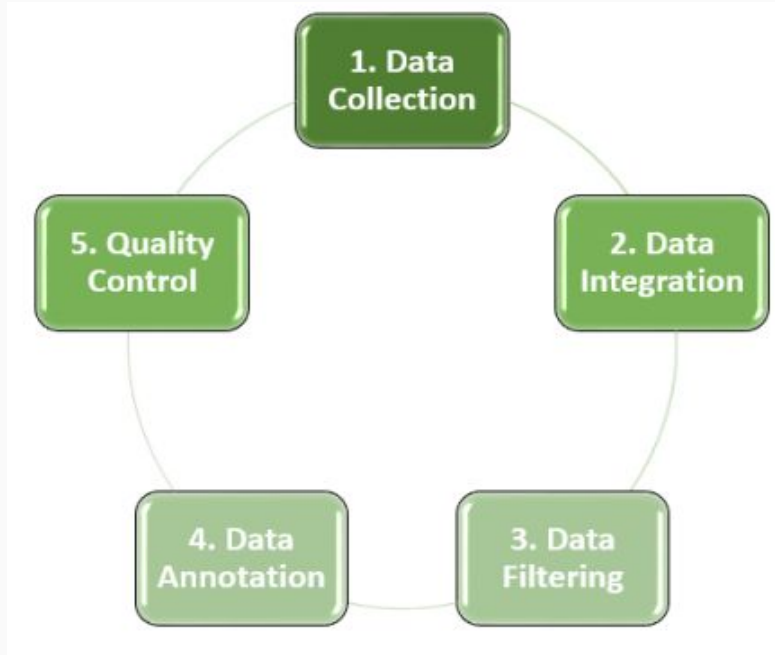 1. Data
Collection
2. Data
Integration
3. Data
Filtering
4. Data
Annotation
5. Quality
Control